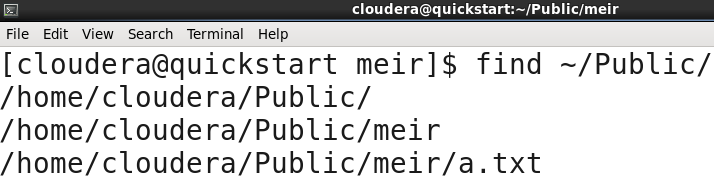 cloudera@quickstart:~/Public/meir
File Edit View Search Terminal Help
[cloudera@quickstart meir]$ find ~/Public/
/home/cloudera/Public/
/home/cloudera/Public/meir
/home/cloudera/Public/meir/a.txt